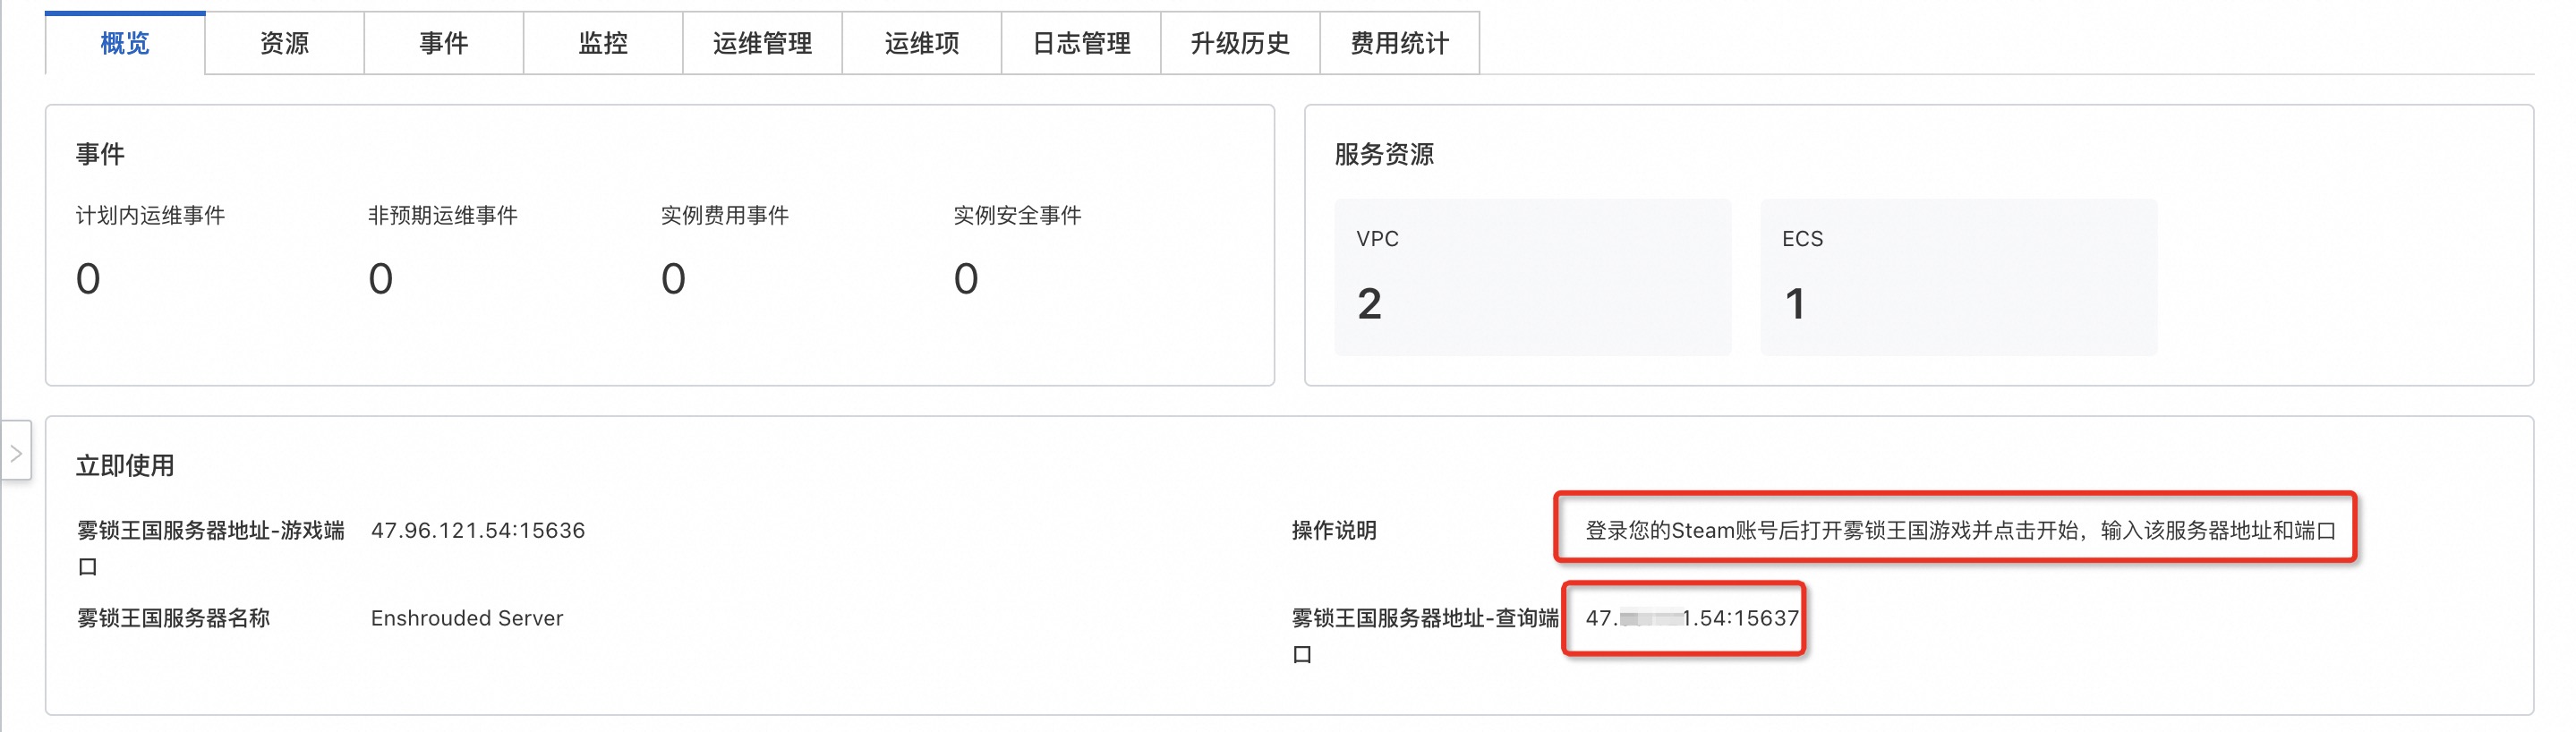 概览 资源 事件 监控 运维管理 运维项 日志管理 升级历史 费用统计
事件
计划内运维事件 非预期运维事件 实例费用事件 实例安全事件
0 0 0 0
服务资源
VPC ECS
2 1
立即使用
雾锁王国服务器地址-游戏端口 47.96.121.54:15636
操作说明 登录您的Steam账号后打开雾锁王国游戏并点击开始，输入该服务器地址和端口
雾锁王国服务器名称 Enshrouded Server
雾锁王国服务器地址-查询端口 47. 1.54:15637